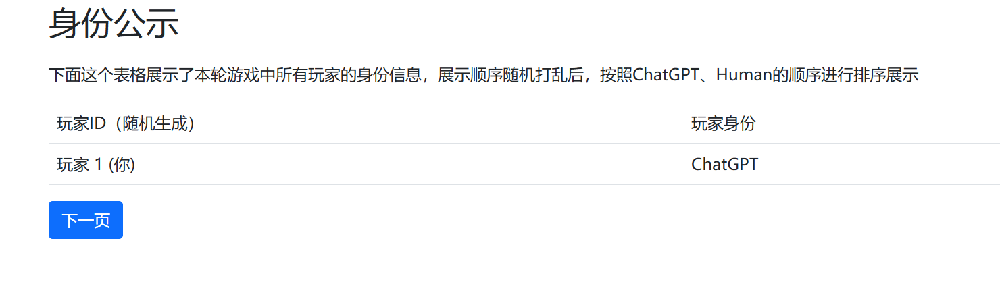 身份公示
下面这个表格展示了本轮游戏中所有玩家的身份信息，展示顺序随机打乱后，按照ChatGPT、Human的顺序进行排序展示
玩家ID（随机生成） 玩家身份
玩家 1 (你) ChatGPT
下一页